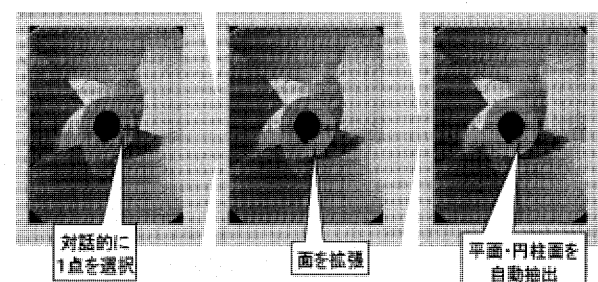 対話的に
1点を選択
面を拡張
平面・円柱面を
自動抽出